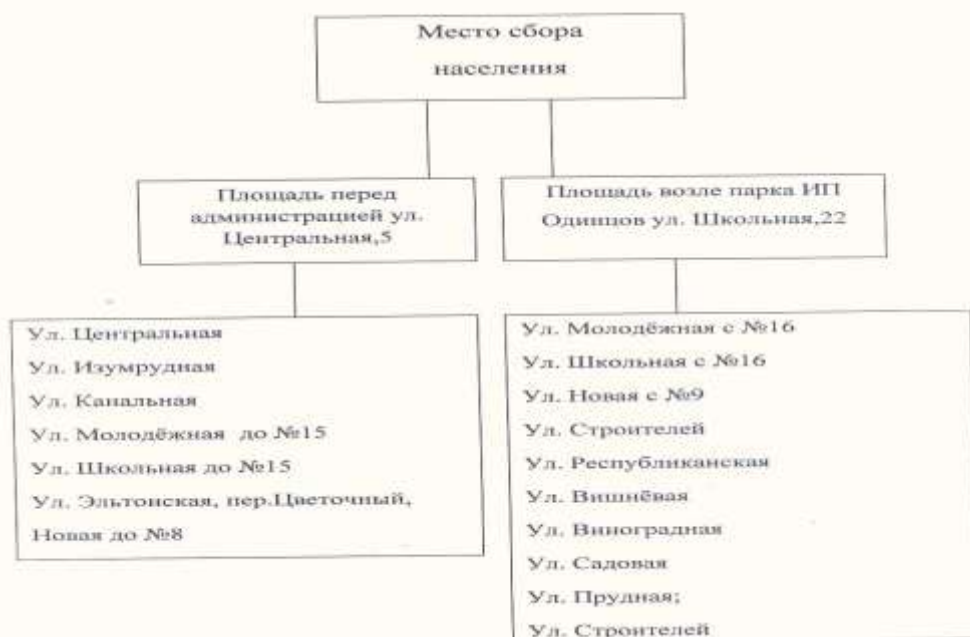 Место сбора
населения
Площадь перед
администрацией ул.
Центральная,5
Площадь возле парка ИП
Одинцов ул. Школьная,22
Ул. Центральная
Ул. Изумрудная
Ул. Канальная
Ул. Молодёжная до №15
Ул. Школьная до №15
Ул. Эльтонская, пер.Цветочный,
Новая до №8
Ул. Молодёжная с №16
Ул. Школьная с №16
Ул. Новая с №9
Ул. Строителей
Ул. Республиканская
Ул. Вишнёвая
Ул. Виноградная
Ул. Садовая
Ул. Прудная;
Ул. Строителей